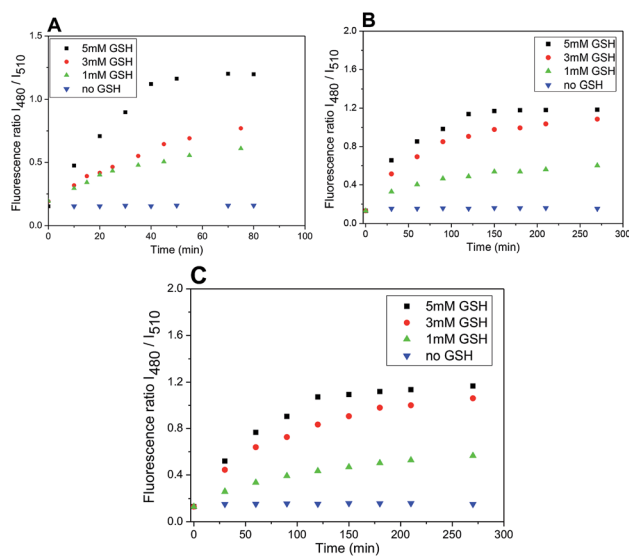 A
5mM GSH
3mM GSH
1mM GSH
no GSH
Fluorescence ratio I480 / I510
1.5
1.0
0.5
0.0
0 20 40 60 80 100
Time (min)
B
5mM GSH
3mM GSH
1mM GSH
no GSH
Fluorescence ratio I480 / I510
2.0
1.6
1.2
0.8
0.4
0.0
0 50 100 150 200 250 300
Time (min)
C
5mM GSH
3mM GSH
1mM GSH
no GSH
Fluorescence ratio I480 / I510
2.0
1.6
1.2
0.8
0.4
0.0
0 50 100 150 200 250 300
Time (min)